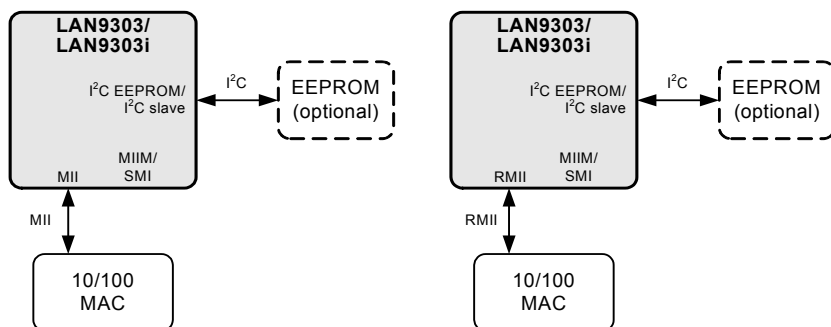 LAN9303/
LAN9303i
I²C EEPROM/
I²C slave
I²C
EEPROM
(optional)
MIIM/
SMI
MII
MII
10/100
MAC
LAN9303/
LAN9303i
I²C EEPROM/
I²C slave
I²C
EEPROM
(optional)
MIIM/
SMI
RMII
RMII
10/100
MAC